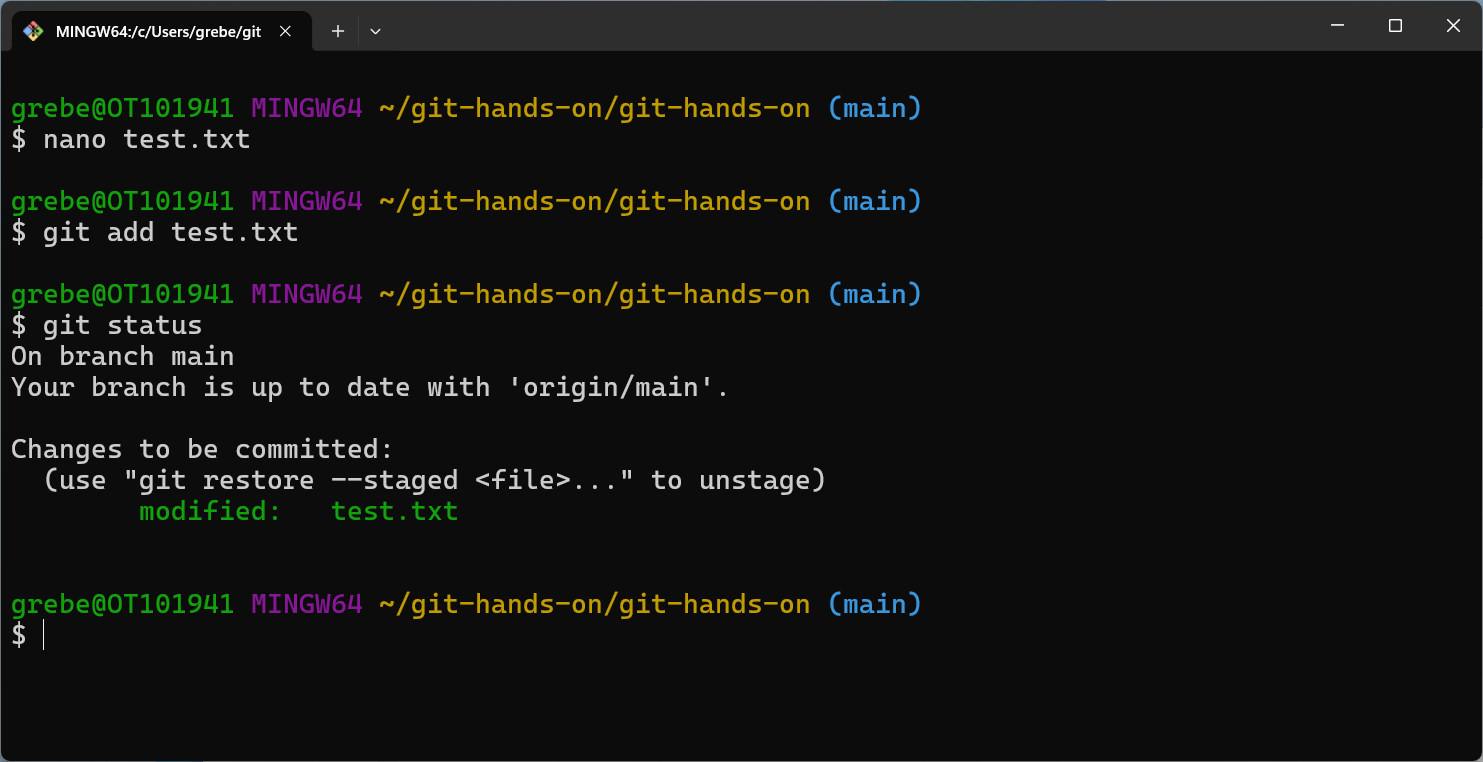 MINGW64:/c/Users/grebe/git
grebe@OT101941 MINGW64 ~/git-hands-on/git-hands-on (main)
$ nano test.txt
grebe@OT101941 MINGW64 ~/git-hands-on/git-hands-on (main)
$ git add test.txt
grebe@OT101941 MINGW64 ~/git-hands-on/git-hands-on (main)
$ git status
On branch main
Your branch is up to date with 'origin/main'.
Changes to be committed:
  (use "git restore --staged <file>..." to unstage)
        modified:   test.txt
grebe@OT101941 MINGW64 ~/git-hands-on/git-hands-on (main)
$